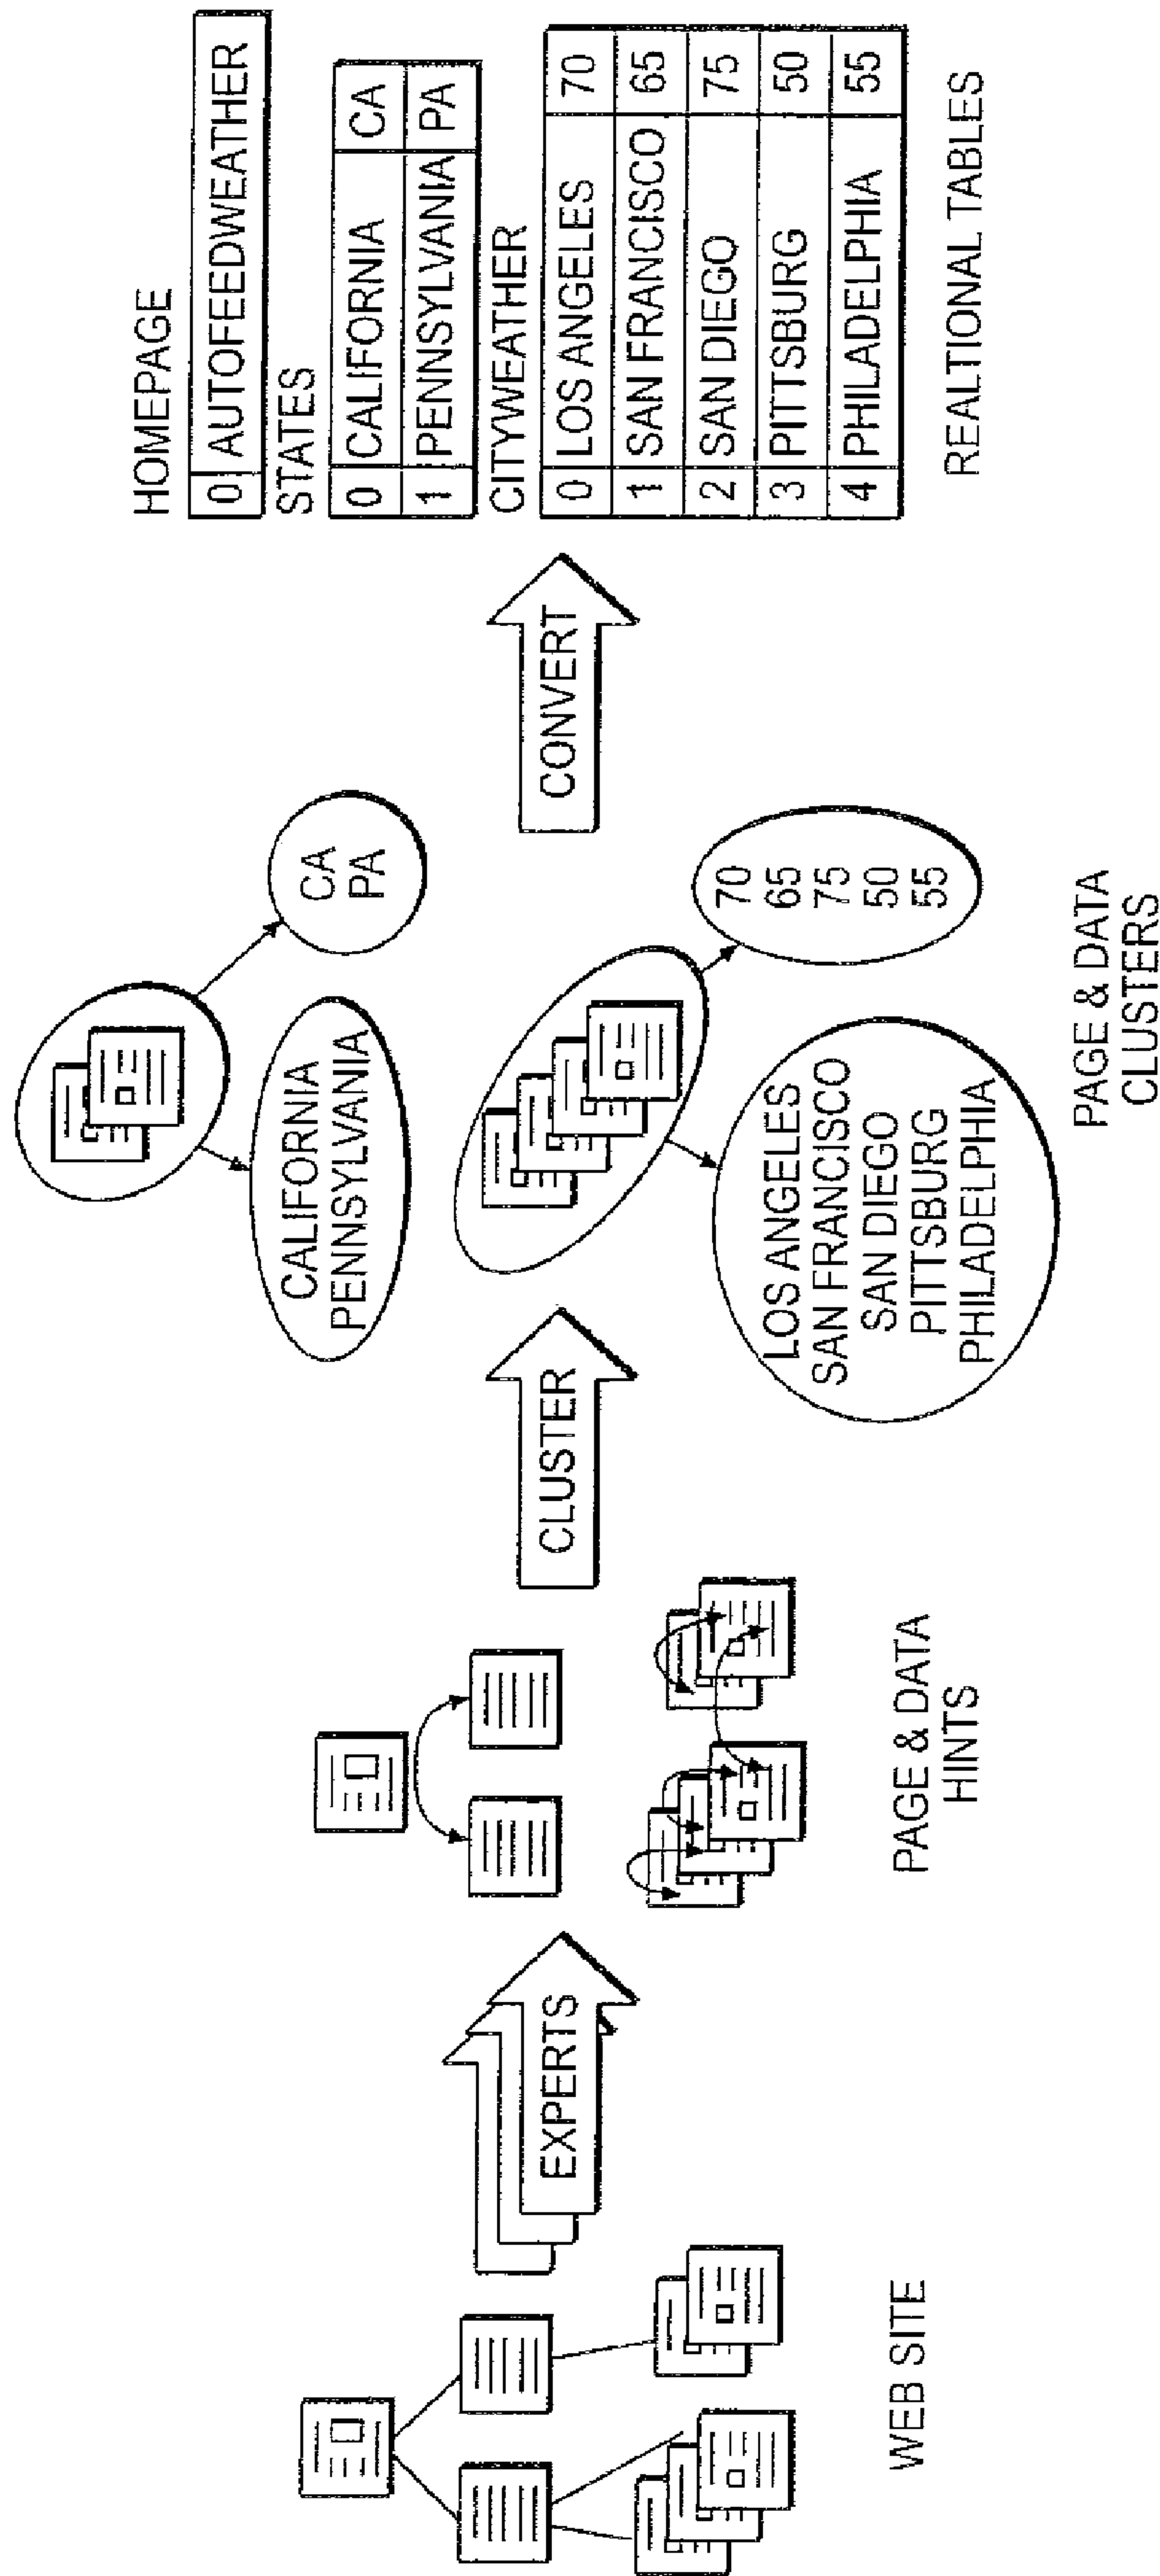 WEB SITE
EXPERTS
PAGE & DATA
HINTS
CLUSTER
CALIFORNIA
PENNSYLVANIA
CA
PA
LOS ANGELES
SAN FRANCISCO
SAN DIEGO
PITTSBURG
PHILADELPHIA
70
65
75
50
55
PAGE & DATA
CLUSTERS
CONVERT
HOMEPAGE
0 AUTOFEEDWEATHER
STATES
0 CALIFORNIA CA
1 PENNSYLVANIA PA
CITYWEATHER
0 LOS ANGELES 70
1 SAN FRANCISCO 65
2 SAN DIEGO 75
3 PITTSBURG 50
4 PHILADELPHIA 55
REALTIONAL TABLES